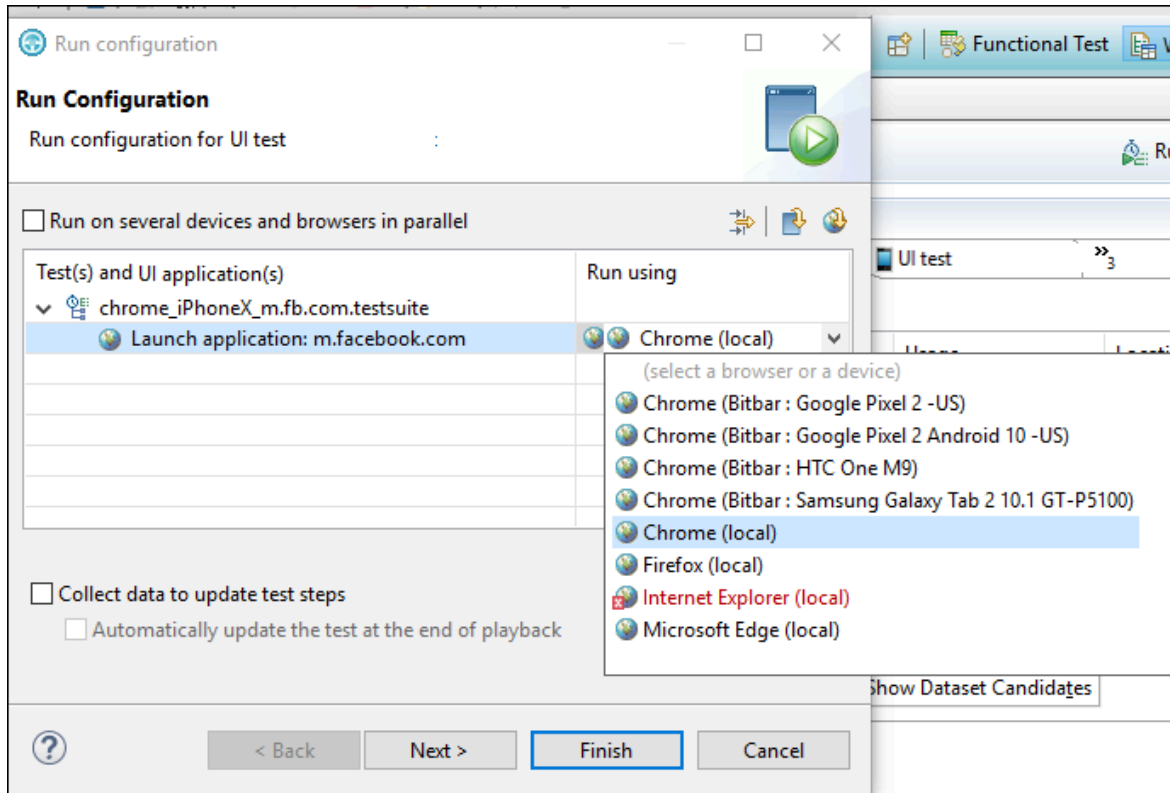 Run configuration
Functional Test
Run Configuration
Run configuration for UI test :
Run on several devices and browsers in parallel
Test(s) and UI application(s) Run using
UI test
»3
chrome_iPhoneX_m.fb.com.testsuite
Launch application: m.facebook.com Chrome (local)
(select a browser or a device)
Chrome (Bitbar : Google Pixel 2 -US)
Chrome (Bitbar : Google Pixel 2 Android 10 -US)
Chrome (Bitbar : HTC One M9)
Chrome (Bitbar : Samsung Galaxy Tab 2 10.1 GT-P5100)
Chrome (local)
Firefox (local)
Internet Explorer (local)
Microsoft Edge (local)
Collect data to update test steps
Automatically update the test at the end of playback
Show Dataset Candidates
? < Back Next > Finish Cancel